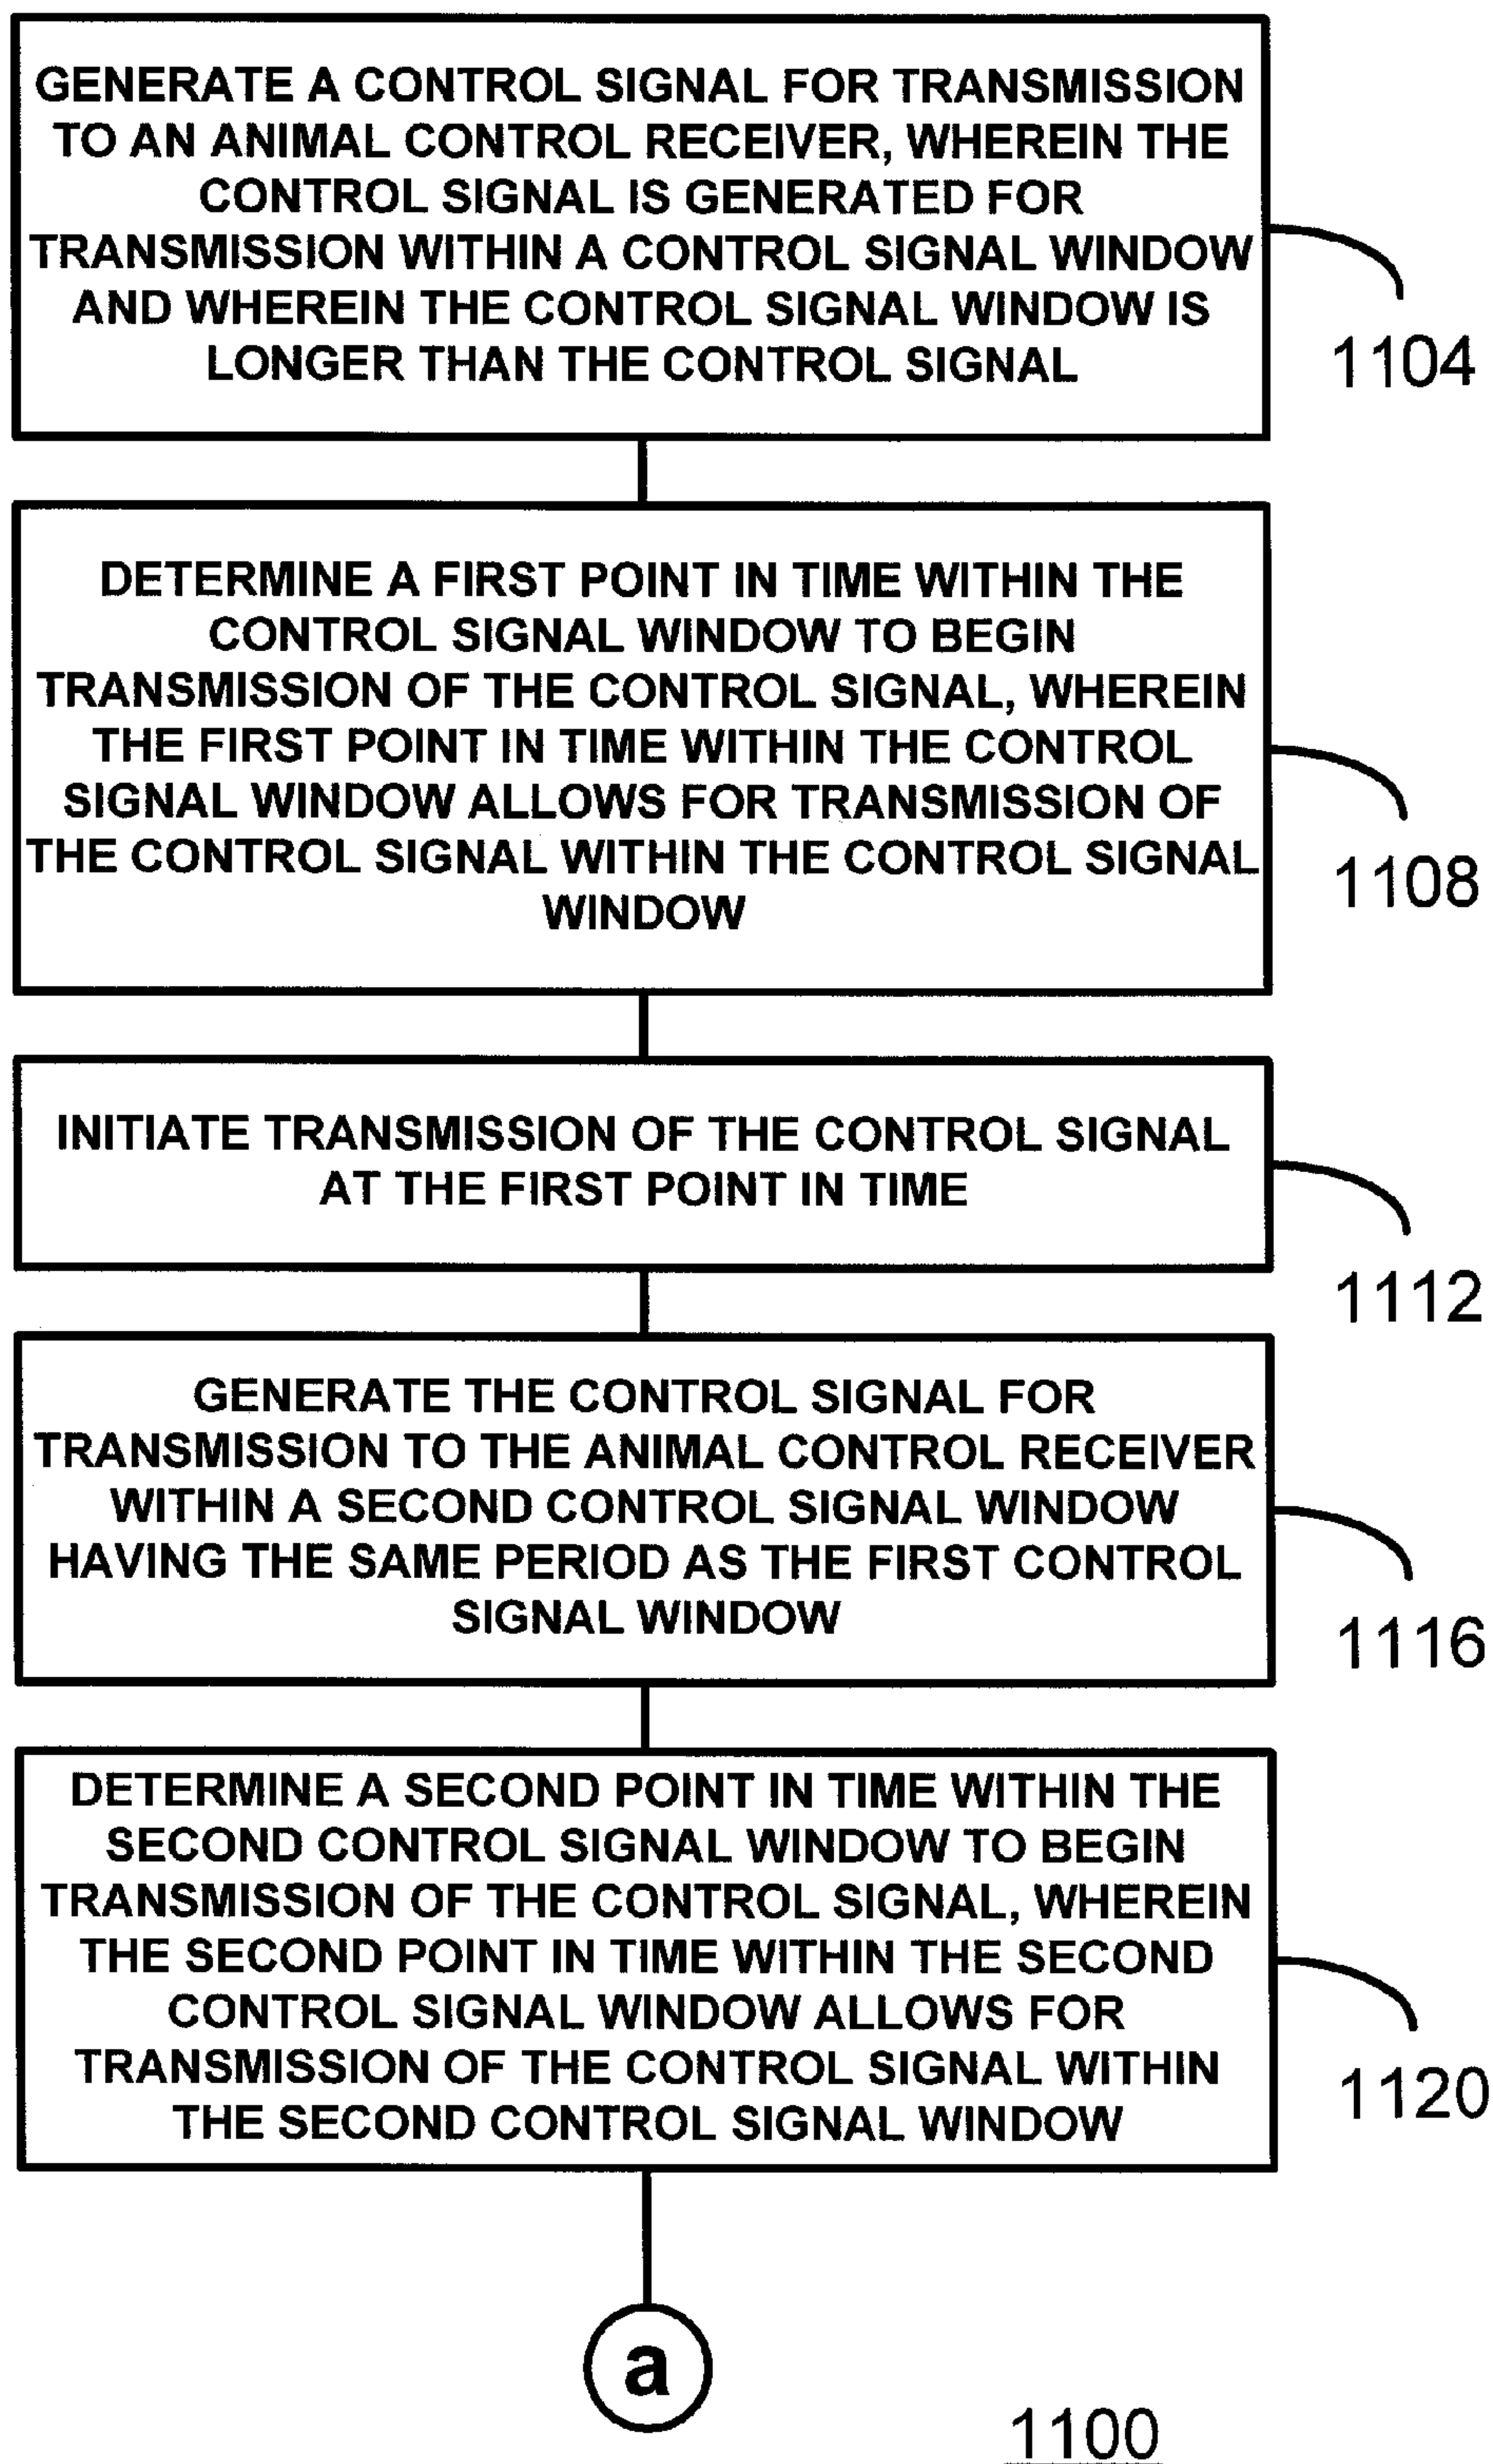 GENERATE A CONTROL SIGNAL FOR TRANSMISSION
TO AN ANIMAL CONTROL RECEIVER, WHEREIN THE
CONTROL SIGNAL IS GENERATED FOR
TRANSMISSION WITHIN A CONTROL SIGNAL WINDOW
AND WHEREIN THE CONTROL SIGNAL WINDOW IS
LONGER THAN THE CONTROL SIGNAL
1104
DETERMINE A FIRST POINT IN TIME WITHIN THE
CONTROL SIGNAL WINDOW TO BEGIN
TRANSMISSION OF THE CONTROL SIGNAL, WHEREIN
THE FIRST POINT IN TIME WITHIN THE CONTROL
SIGNAL WINDOW ALLOWS FOR TRANSMISSION OF
THE CONTROL SIGNAL WITHIN THE CONTROL SIGNAL
WINDOW
1108
INITIATE TRANSMISSION OF THE CONTROL SIGNAL
AT THE FIRST POINT IN TIME
1112
GENERATE THE CONTROL SIGNAL FOR
TRANSMISSION TO THE ANIMAL CONTROL RECEIVER
WITHIN A SECOND CONTROL SIGNAL WINDOW
HAVING THE SAME PERIOD AS THE FIRST CONTROL
SIGNAL WINDOW
1116
DETERMINE A SECOND POINT IN TIME WITHIN THE
SECOND CONTROL SIGNAL WINDOW TO BEGIN
TRANSMISSION OF THE CONTROL SIGNAL, WHEREIN
THE SECOND POINT IN TIME WITHIN THE SECOND
CONTROL SIGNAL WINDOW ALLOWS FOR
TRANSMISSION OF THE CONTROL SIGNAL WITHIN
THE SECOND CONTROL SIGNAL WINDOW
1120
a
1100